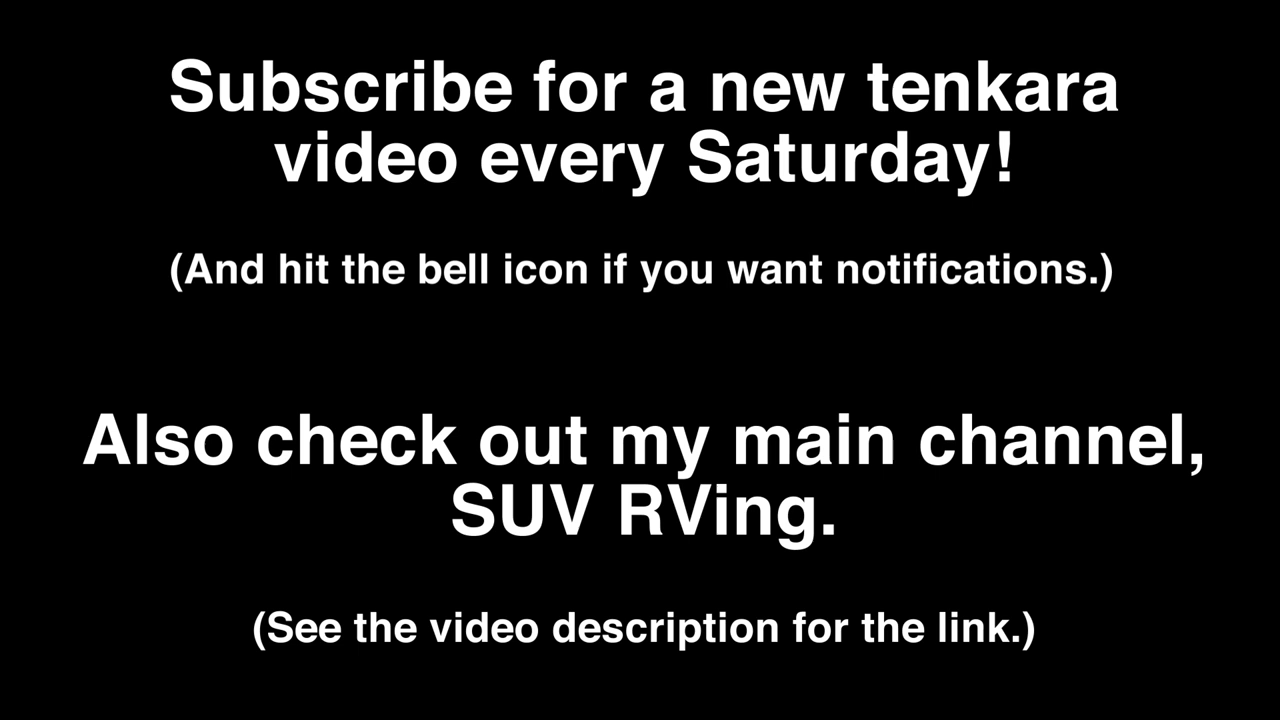 Subscribe for a new tenkara
video every Saturday!
(And hit the bell icon if you want notifications.)
Also check out my main channel,
SUV RVing.
(See the video description for the link.)